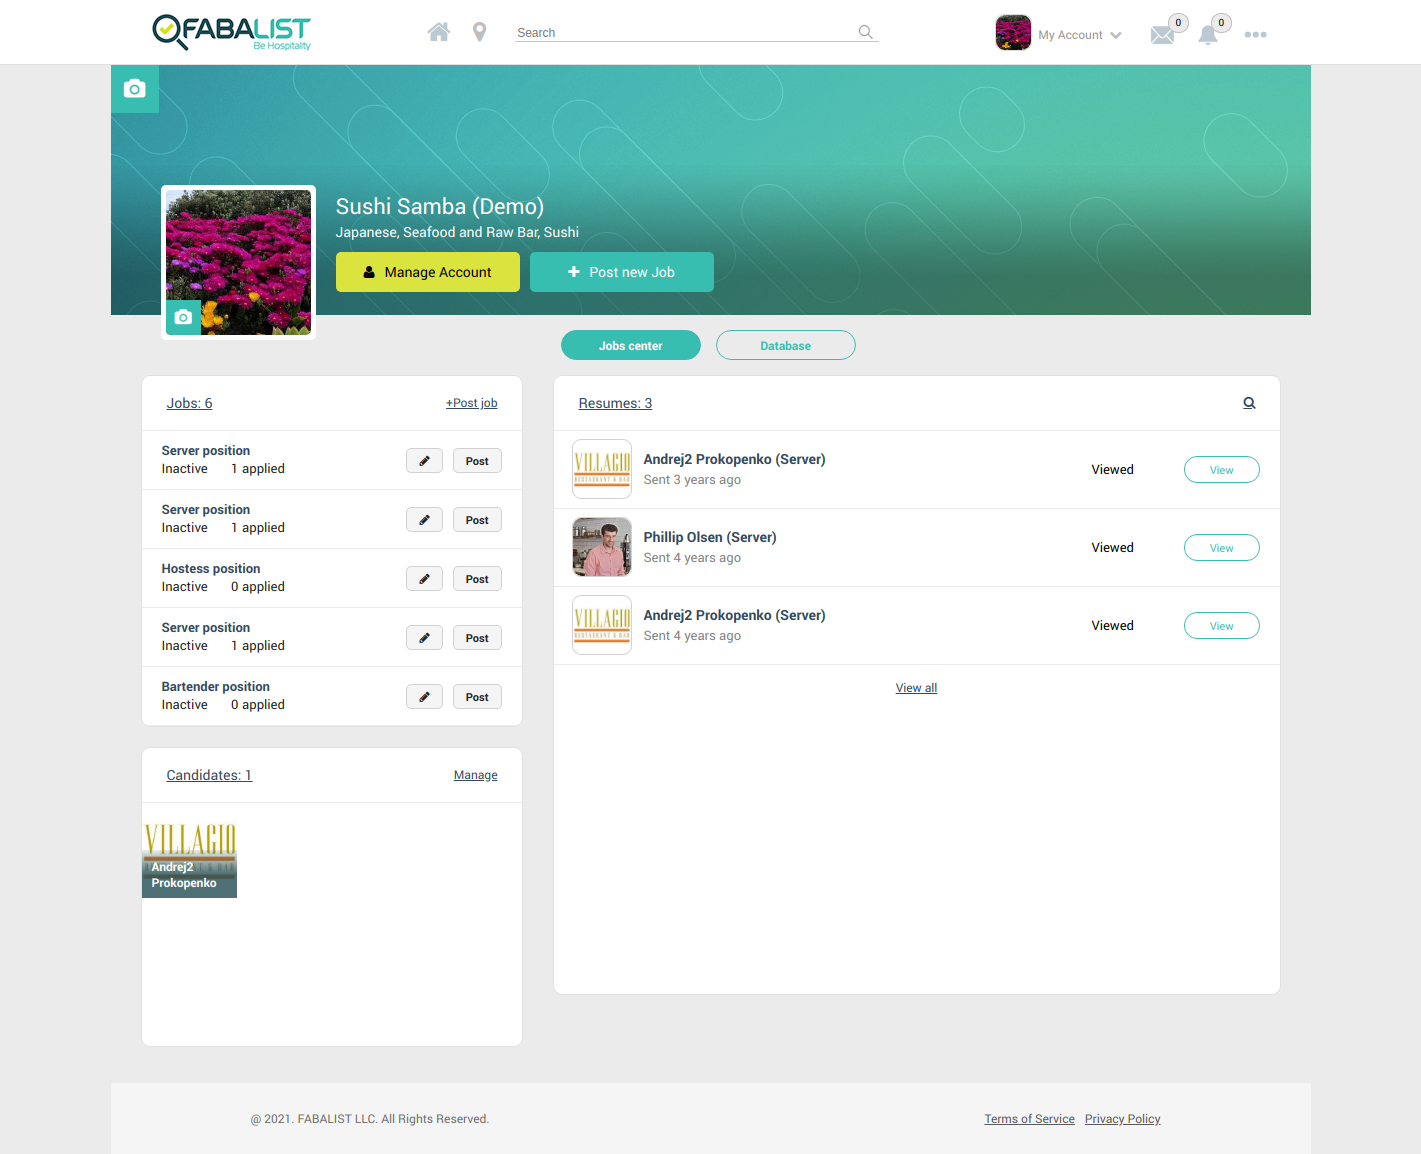 FABALIST
Be Hospitality
Search
My Account
0
0
Sushi Samba (Demo)
Japanese, Seafood and Raw Bar, Sushi
Manage Account
Post new Job
Jobs center
Database
Jobs: 6
+Post job
Server position
Inactive 1 applied
Post
Server position
Inactive 1 applied
Post
Hostess position
Inactive 0 applied
Post
Server position
Inactive 1 applied
Post
Bartender position
Inactive 0 applied
Post
Candidates: 1
Manage
VILLAGIO
Andrej2
Prokopenko
Resumes: 3
VILLAGIO
RESTAURANT & BAR
Andrej2 Prokopenko (Server)
Sent 3 years ago
Viewed
View
Phillip Olsen (Server)
Sent 4 years ago
Viewed
View
VILLAGIO
RESTAURANT & BAR
Andrej2 Prokopenko (Server)
Sent 4 years ago
Viewed
View
View all
@ 2021. FABALIST LLC. All Rights Reserved.
Terms of Service Privacy Policy